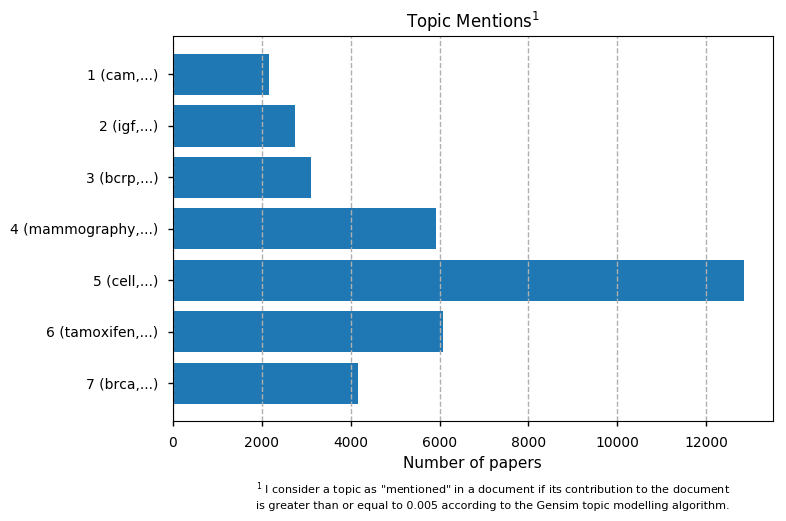 Topic Mentions¹
1 (cam,...)
2 (igf,...)
3 (bcrp,...)
4 (mammography,...)
5 (cell,...)
6 (tamoxifen,...)
7 (brca,...)
0 2000 4000 6000 8000 10000 12000
Number of papers
¹ I consider a topic as "mentioned" in a document if its contribution to the document
is greater than or equal to 0.005 according to the Gensim topic modelling algorithm.